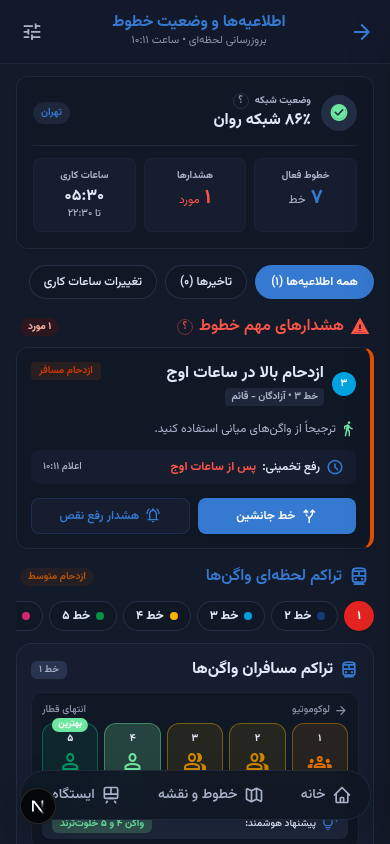 اطلاعیه‌ها و وضعیت خطوط
بروزرسانی لحظه‌ای • ساعت ۱۰:۱۱
وضعیت شبکه ؟
۸۶٪ شبکه روان
تهران
خطوط فعال
۷ خط
هشدارها
۱ مورد
ساعات کاری
۰۵:۳۰
تا ۲۲:۳۰
همه اطلاعیه‌ها (۱)
تاخیرها (۰)
تغییرات ساعات کاری
هشدارهای مهم خطوط ؟
۱ مورد
۳
ازدحام بالا در ساعات اوج
ازدحام مسافر
خط ۳ • آزادگان - قائم
ترجیحاً از واگن‌های میانی استفاده کنید.
رفع تخمینی: پس از ساعات اوج
اعلام ۱۰:۱۱
خط جانشین
هشدار رفع نقص
تراکم لحظه‌ای واگن‌ها
ازدحام متوسط
۱
خط ۲
خط ۳
خط ۴
خط ۵
تراکم مسافران واگن‌ها
خط ۱
لوکوموتیو
انتهای قطار
بهترین
۱
۲
۳
۴
۵
خانه
خطوط و نقشه
ایستگاه
N
پیشنهاد هوشمند:
واگن ۴ و ۵ خلوت‌ترند